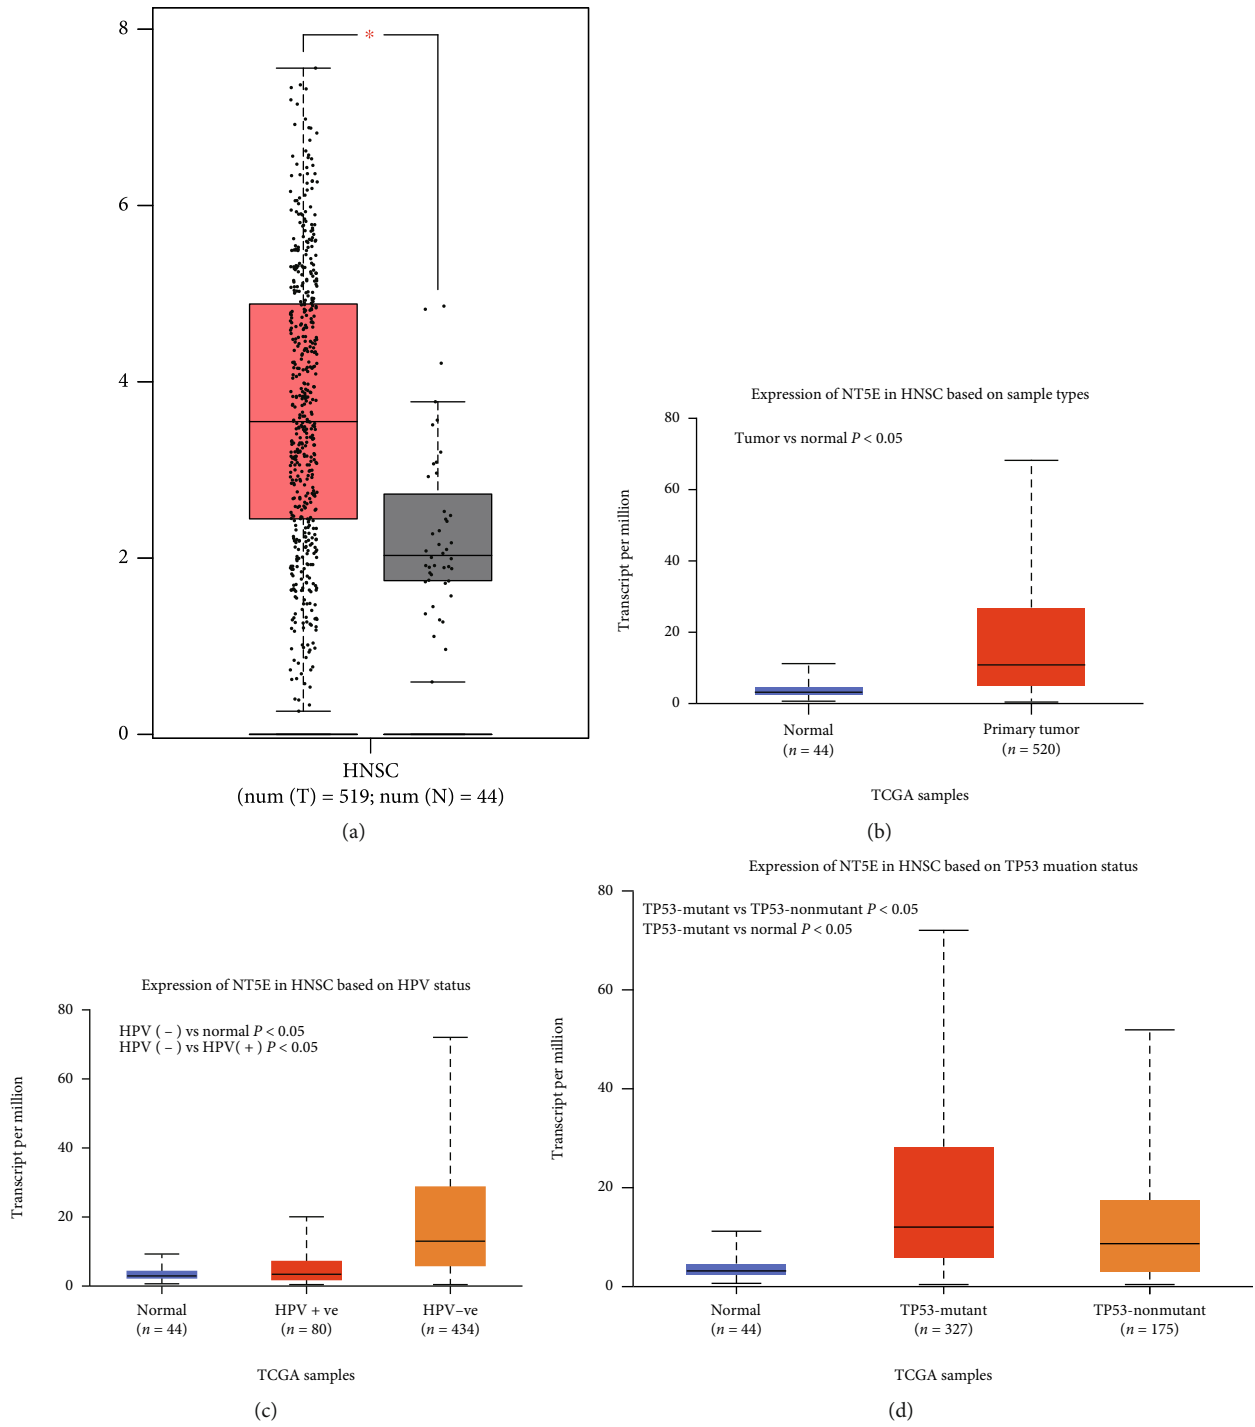 8
6
4
2
0
*
HNSC
(num (T) = 519; num (N) = 44)
(a)
Expression of NT5E in HNSC based on sample types
Tumor vs normal P < 0.05
Transcript per million
80
60
40
20
0
Normal
(n = 44)
Primary tumor
(n = 520)
TCGA samples
(b)
Expression of NT5E in HNSC based on HPV status
HPV ( – ) vs normal P < 0.05
HPV ( – ) vs HPV( + ) P < 0.05
Transcript per million
80
60
40
20
0
Normal
(n = 44)
HPV + ve
(n = 80)
HPV–ve
(n = 434)
TCGA samples
(c)
Expression of NT5E in HNSC based on TP53 muation status
TP53-mutant vs TP53-nonmutant P < 0.05
TP53-mutant vs normal P < 0.05
Transcript per million
80
60
40
20
0
Normal
(n = 44)
TP53-mutant
(n = 327)
TP53-nonmutant
(n = 175)
TCGA samples
(d)